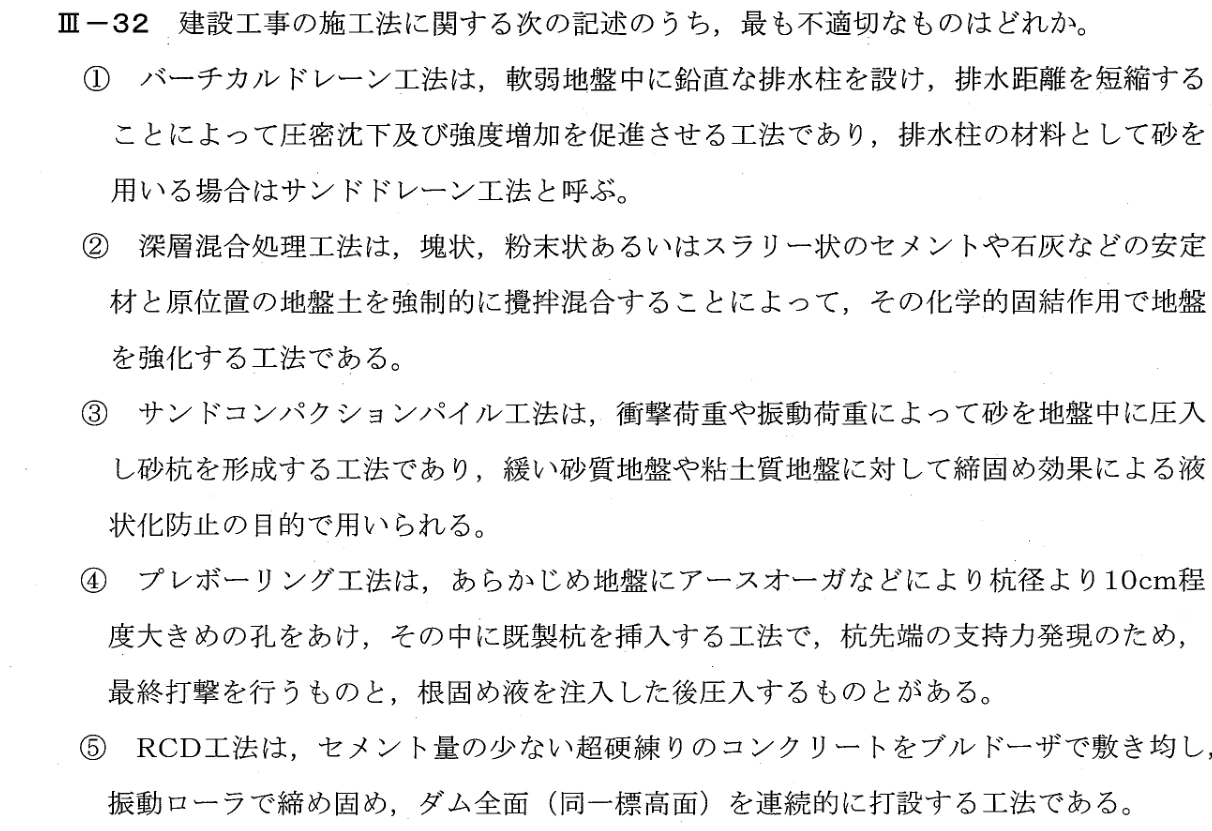 Ⅲ－32　建設工事の施工法に関する次の記述のうち，最も不適切なものはどれか。
①　バーチカルドレーン工法は，軟弱地盤中に鉛直な排水柱を設け，排水距離を短縮する
ことによって圧密沈下及び強度増加を促進させる工法であり，排水柱の材料として砂を
用いる場合はサンドドレーン工法と呼ぶ。
②　深層混合処理工法は，塊状，粉末状あるいはスラリー状のセメントや石灰などの安定
材と原位置の地盤土を強制的に攪拌混合することによって，その化学的固結作用で地盤
を強化する工法である。
③　サンドコンパクションパイル工法は，衝撃荷重や振動荷重によって砂を地盤中に圧入
し砂杭を形成する工法であり，緩い砂質地盤や粘土質地盤に対して締固め効果による液
状化防止の目的で用いられる。
④　プレボーリング工法は，あらかじめ地盤にアースオーガなどにより杭径より10cm程
度大きめの孔をあけ，その中に既製杭を挿入する工法で，杭先端の支持力発現のため，
最終打撃を行うものと，根固め液を注入した後圧入するものとがある。
⑤　RCD工法は，セメント量の少ない超硬練りのコンクリートをブルドーザで敷き均し，
振動ローラで締め固め，ダム全面（同一標高面）を連続的に打設する工法である。